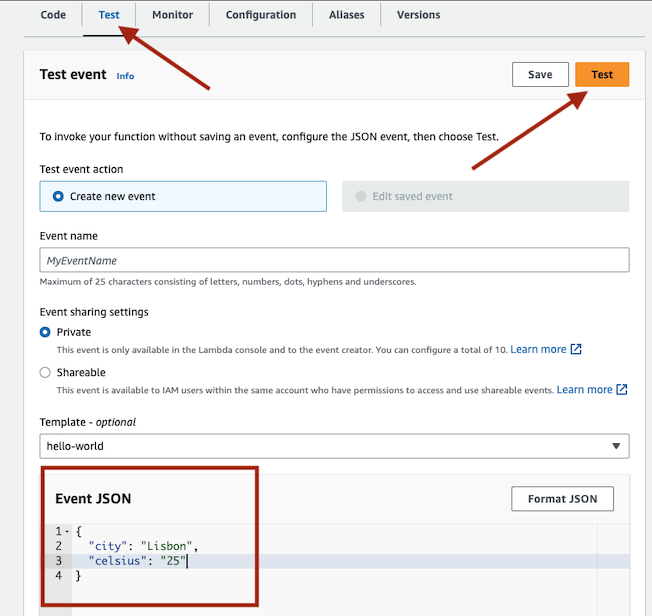 Code Test Monitor Configuration Aliases Versions
Test event Info Save Test
To invoke your function without saving an event, configure the JSON event, then choose Test.
Test event action
Create new event Edit saved event
Event name
MyEventName
Maximum of 25 characters consisting of letters, numbers, dots, hyphens and underscores.
Event sharing settings
Private
This event is only available in the Lambda console and to the event creator. You can configure a total of 10. Learn more
Shareable
This event is available to IAM users within the same account who have permissions to access and use shareable events. Learn more
Template - optional
hello-world
Event JSON Format JSON
1 {
2 "city": "Lisbon",
3 "celsius": "25"
4 }